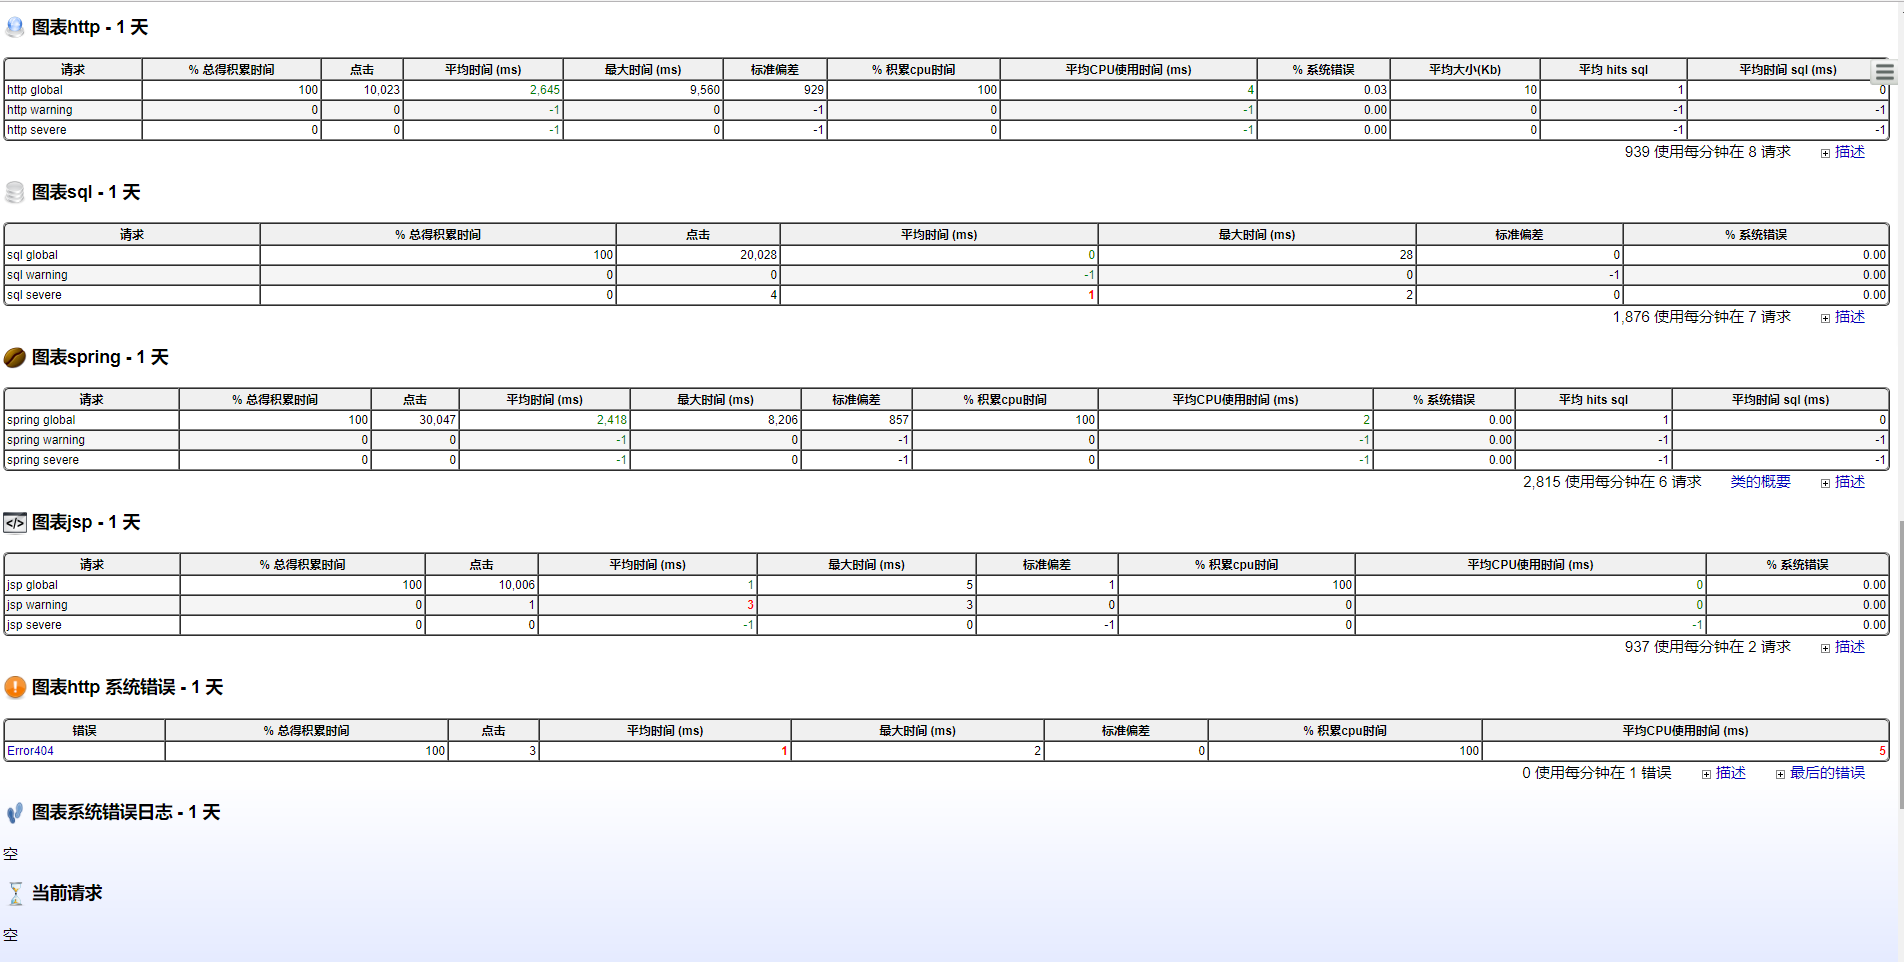 图表http - 1 天
请求 % 总得积累时间 点击 平均时间 (ms) 最大时间 (ms) 标准偏差 % 积累cpu时间 平均CPU使用时间 (ms) % 系统错误 平均大小(Kb) 平均 hits sql 平均时间 sql (ms)
http global 100 10,023 2,645 9,560 929 100 4 0.03 10 1 0
http warning 0 0 -1 0 -1 0 -1 0.00 0 -1 -1
http severe 0 0 -1 0 -1 0 -1 0.00 0 -1 -1
939 使用每分钟在 8 请求 描述
图表sql - 1 天
请求 % 总得积累时间 点击 平均时间 (ms) 最大时间 (ms) 标准偏差 % 系统错误
sql global 100 20,028 0 28 0 0.00
sql warning 0 0 -1 0 -1 0.00
sql severe 0 4 1 2 0 0.00
1,876 使用每分钟在 7 请求 描述
图表spring - 1 天
请求 % 总得积累时间 点击 平均时间 (ms) 最大时间 (ms) 标准偏差 % 积累cpu时间 平均CPU使用时间 (ms) % 系统错误 平均 hits sql 平均时间 sql (ms)
spring global 100 30,047 2,418 8,206 857 100 2 0.00 1 0
spring warning 0 0 -1 0 -1 0 -1 0.00 -1 -1
spring severe 0 0 -1 0 -1 0 -1 0.00 -1 -1
2,815 使用每分钟在 6 请求 类的概要 描述
图表jsp - 1 天
请求 % 总得积累时间 点击 平均时间 (ms) 最大时间 (ms) 标准偏差 % 积累cpu时间 平均CPU使用时间 (ms) % 系统错误
jsp global 100 10,006 1 5 1 100 0 0.00
jsp warning 0 1 3 3 0 0 0 0.00
jsp severe 0 0 -1 0 -1 0 -1 0.00
937 使用每分钟在 2 请求 描述
图表http 系统错误 - 1 天
错误 % 总得积累时间 点击 平均时间 (ms) 最大时间 (ms) 标准偏差 % 积累cpu时间 平均CPU使用时间 (ms)
Error404 100 3 1 2 0 100 5
0 使用每分钟在 1 错误 描述 最后的错误
图表系统错误日志 - 1 天
空
当前请求
空